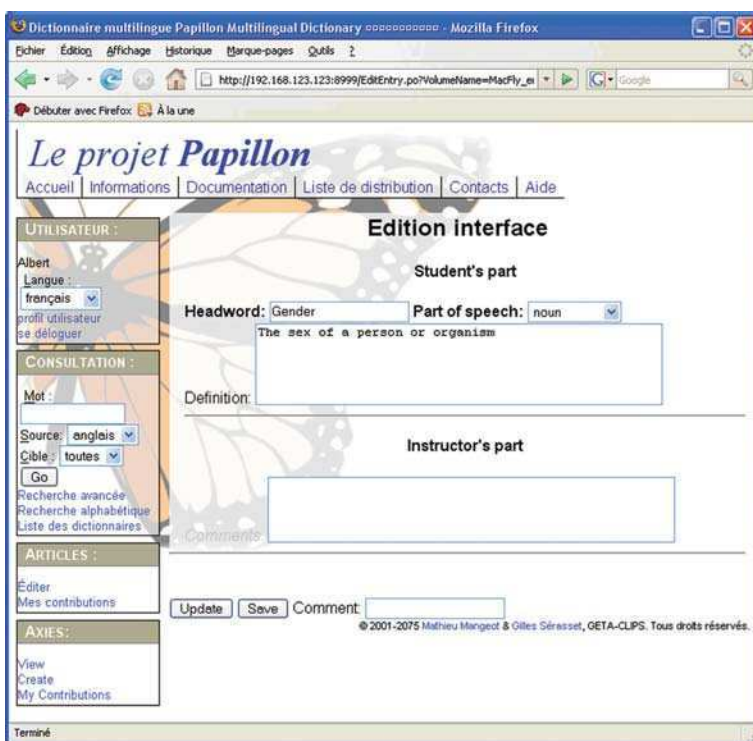 Dictionnaire multilingue Papillon Multilingual Dictionary ¤¤¤¤¤¤¤¤¤¤¤ - Mozilla Firefox
Fichier Édition Affichage Historique Marque-pages Outils ?
http://192.168.123.123:8999/EditEntry.po?VolumeName=MacFly_e
Google
Débuter avec Firefox À la une
Le projet Papillon
Accueil Informations Documentation Liste de distribution Contacts Aide
UTILISATEUR :
Albert
Langue :
français
profil utilisateur
se déloguer
CONSULTATION :
Mot :
Source: anglais
Cible : toutes
Go
Recherche avancée
Recherche alphabétique
Liste des dictionnaires
ARTICLES :
Éditer
Mes contributions
AXIES:
View
Create
My Contributions
Edition interface
Student's part
Headword: Gender Part of speech: noun
The sex of a person or organism
Definition:
Instructor's part
Comments:
Update Save Comment:
© 2001-2075 Mathieu Mangeot & Gilles Sérasset, GETA-CLIPS. Tous droits réservés.
Terminé